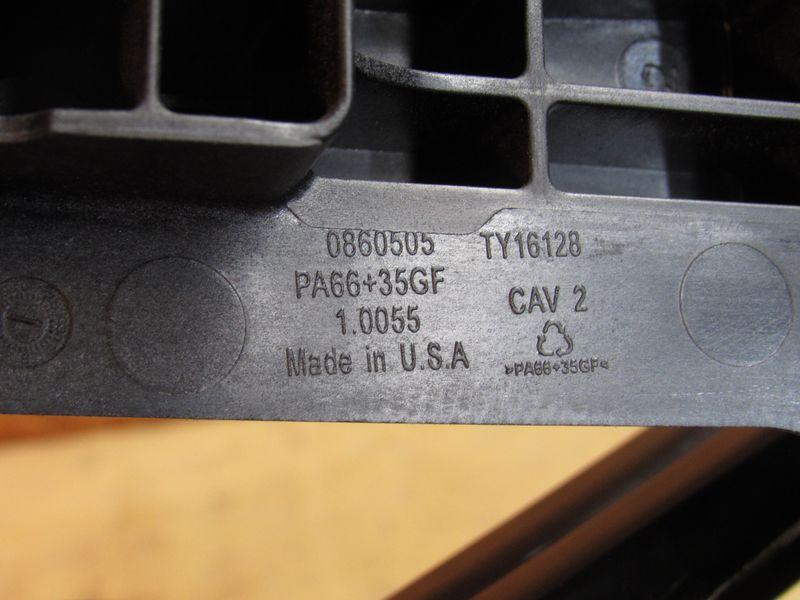 0860505 TY16128
PA66+35GF CAV 2
1.0055
Made in U.S.A
>PA66+35GF<